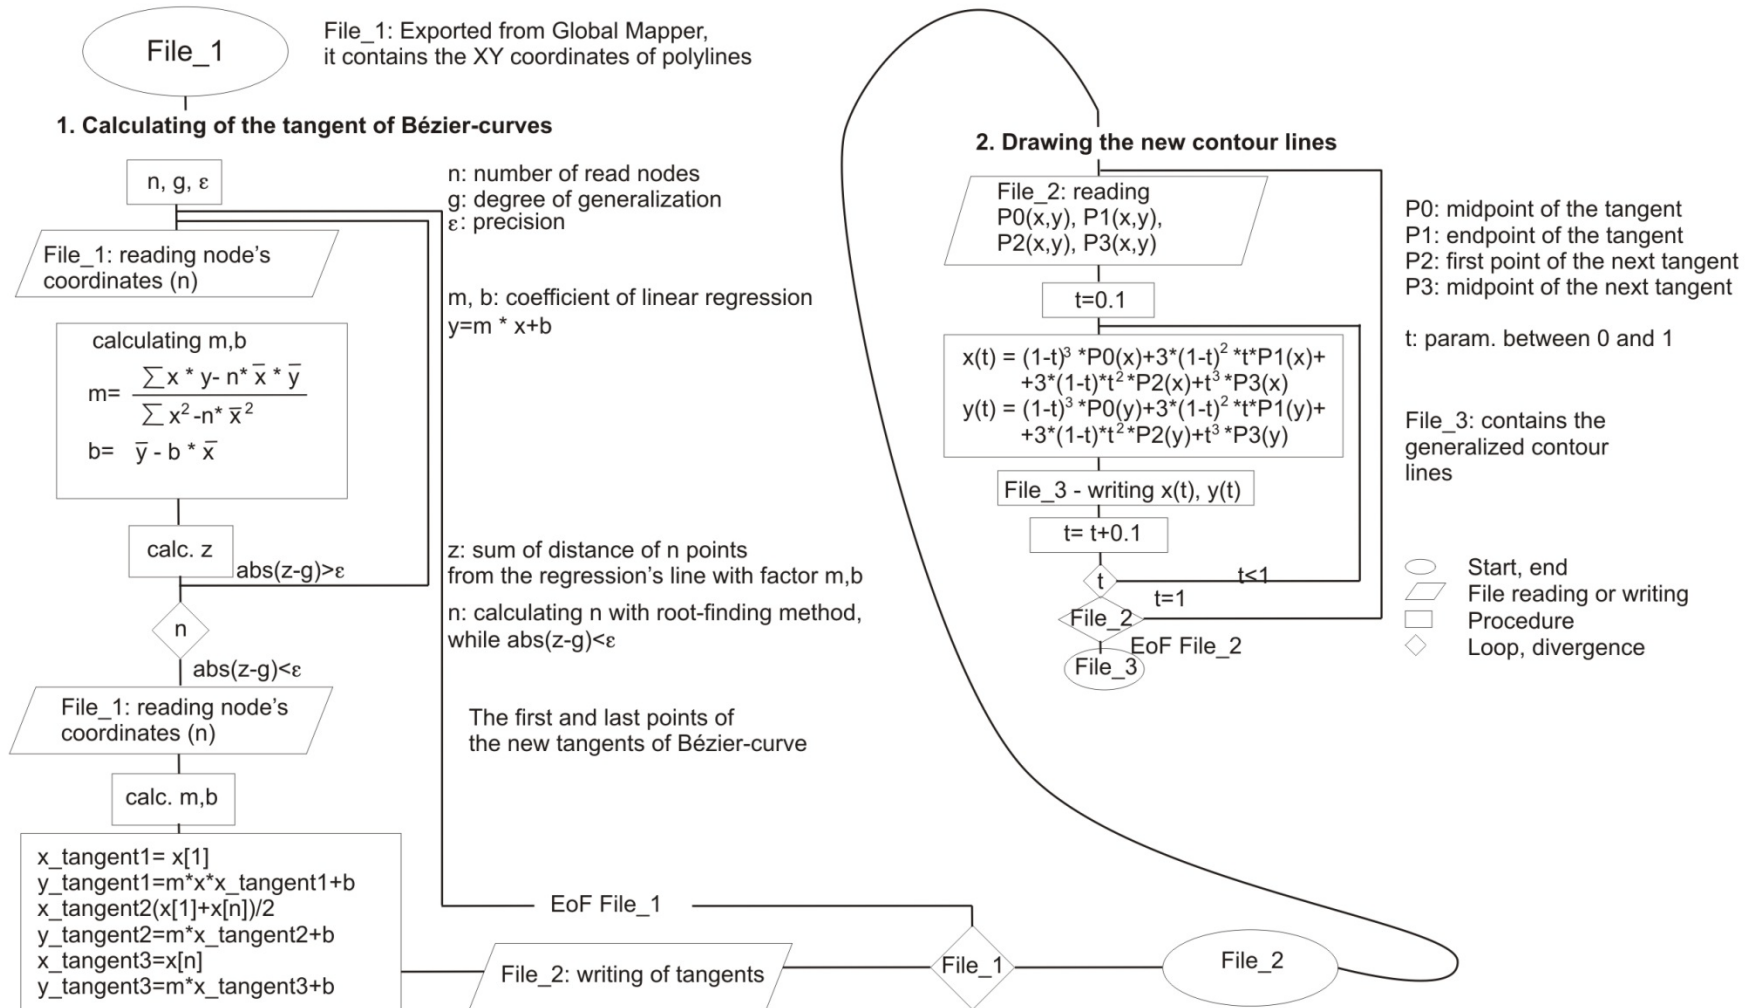 File_1
File_1: Exported from Global Mapper,
it contains the XY coordinates of polylines
1. Calculating of the tangent of Bézier-curves
n, g, ε
n: number of read nodes
g: degree of generalization
ε: precision
File_1: reading node's
coordinates (n)
m, b: coefficient of linear regression
y=m * x+b
calculating m,b
m= ∑ x * y- n* x̅ * y̅
∑ x² -n* x̅ ²
b= y̅ - b * x̅
calc. z
abs(z-g)>ε
z: sum of distance of n points
from the regression's line with factor m,b
n
n: calculating n with root-finding method,
while abs(z-g)<ε
abs(z-g)<ε
File_1: reading node's
coordinates (n)
The first and last points of
the new tangents of Bézier-curve
calc. m,b
x_tangent1= x[1]
y_tangent1=m*x*x_tangent1+b
x_tangent2(x[1]+x[n])/2
y_tangent2=m*x_tangent2+b
x_tangent3=x[n]
y_tangent3=m*x_tangent3+b
EoF File_1
File_2: writing of tangents
File_1
File_2
2. Drawing the new contour lines
File_2: reading
P0(x,y), P1(x,y),
P2(x,y), P3(x,y)
P0: midpoint of the tangent
P1: endpoint of the tangent
P2: first point of the next tangent
P3: midpoint of the next tangent
t=0.1
t: param. between 0 and 1
x(t) = (1-t)³ *P0(x)+3*(1-t)² *t*P1(x)+
+3*(1-t)*t² *P2(x)+t³ *P3(x)
y(t) = (1-t)³ *P0(y)+3*(1-t)² *t*P1(y)+
+3*(1-t)*t² *P2(y)+t³ *P3(y)
File_3: contains the
generalized contour
lines
File_3 - writing x(t), y(t)
t= t+0.1
t
t<1
t=1
File_2
EoF File_2
File_3
Start, end
File reading or writing
Procedure
Loop, divergence